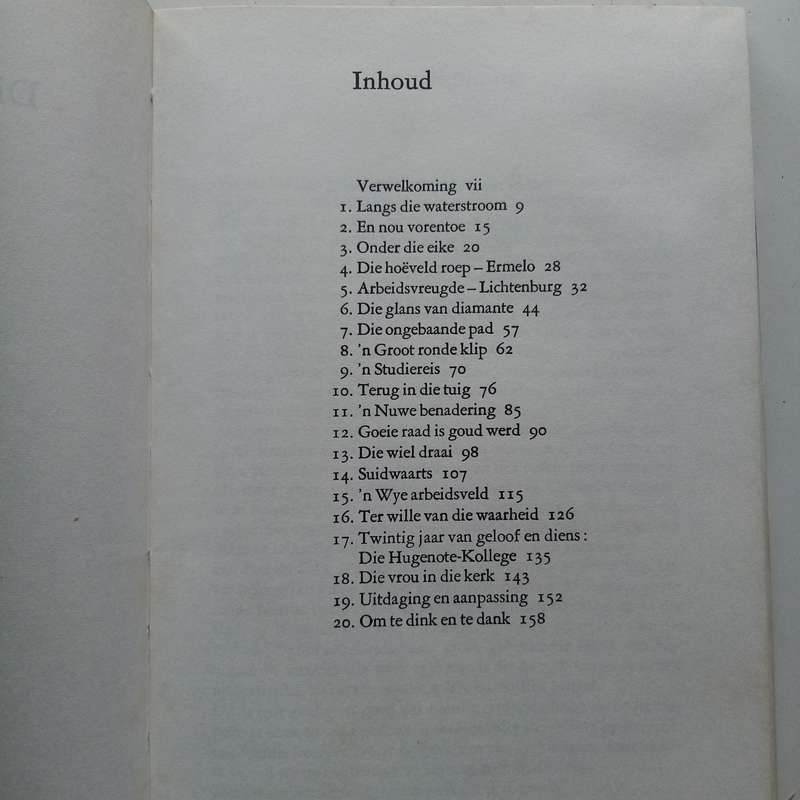 Inhoud
Verwelkoming vii
1. Langs die waterstroom 9
2. En nou vorentoe 15
3. Onder die eike 20
4. Die hoëveld roep – Ermelo 28
5. Arbeidsvreugde – Lichtenburg 32
6. Die glans van diamante 44
7. Die ongebaande pad 57
8. 'n Groot ronde klip 62
9. 'n Studiereis 70
10. Terug in die tuig 76
11. 'n Nuwe benadering 85
12. Goeie raad is goud werd 90
13. Die wiel draai 98
14. Suidwaarts 107
15. 'n Wye arbeidsveld 115
16. Ter wille van die waarheid 126
17. Twintig jaar van geloof en diens:
Die Hugenote-Kollege 135
18. Die vrou in die kerk 143
19. Uitdaging en aanpassing 152
20. Om te dink en te dank 158